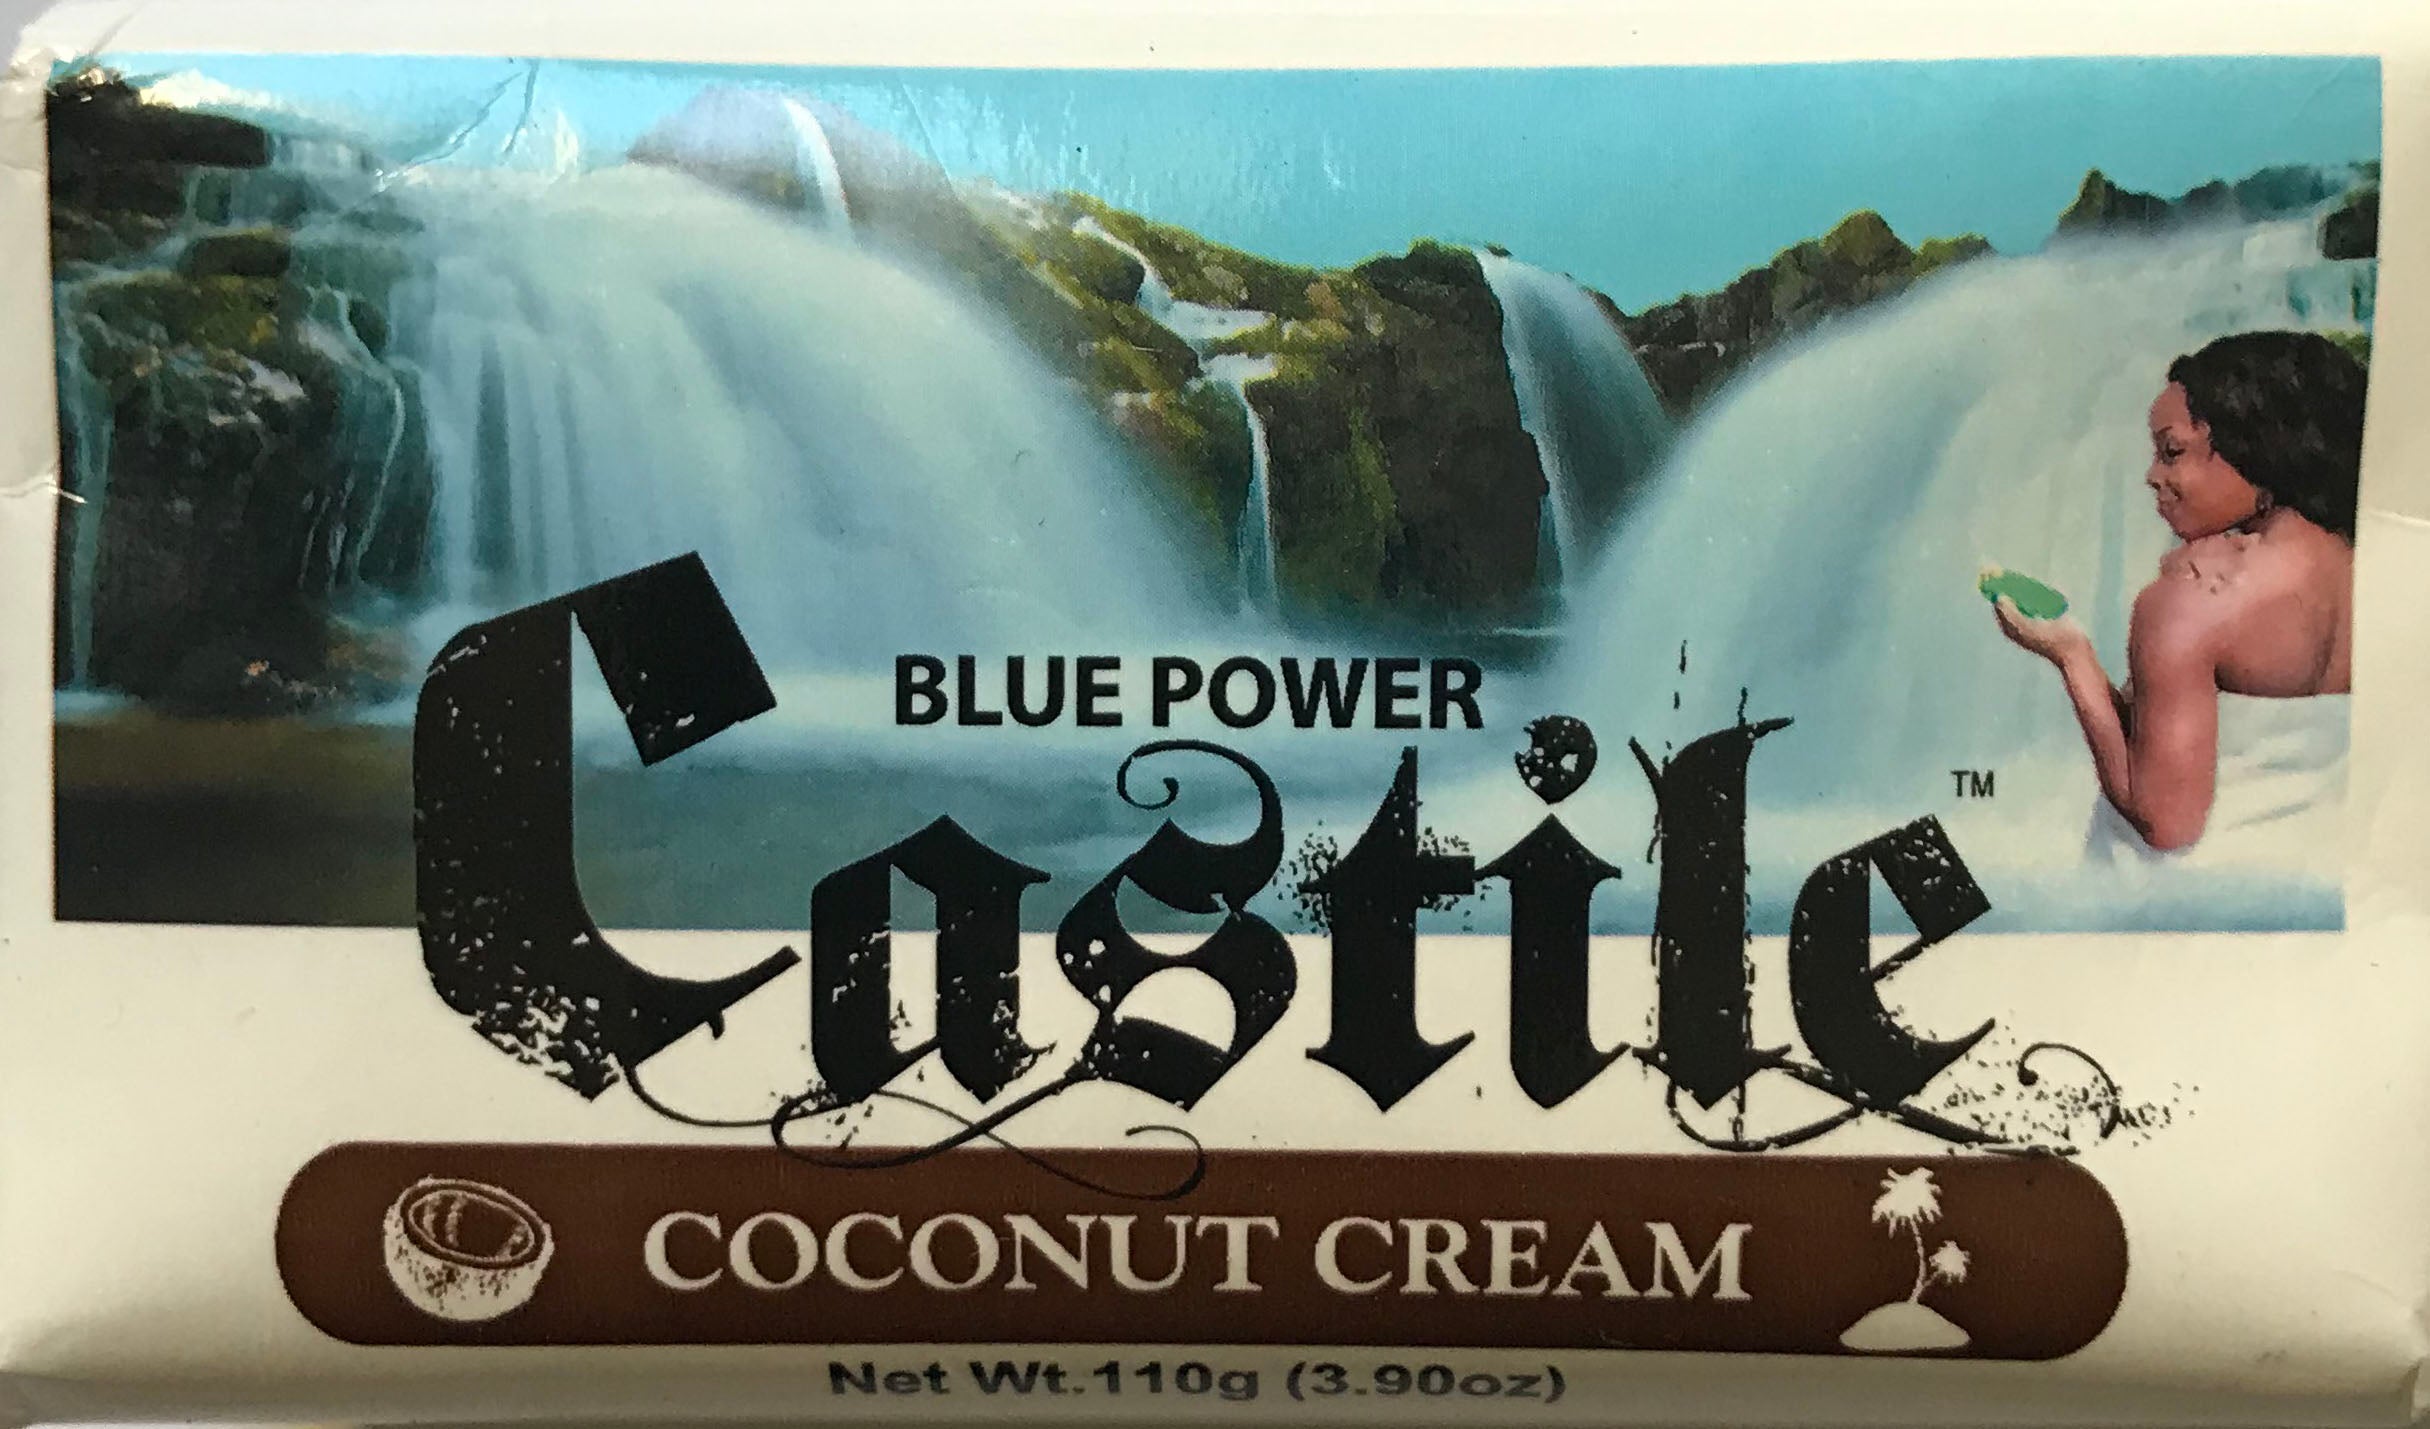 BLUE POWER
Castile™
COCONUT CREAM
Net Wt.110g (3.90oz)